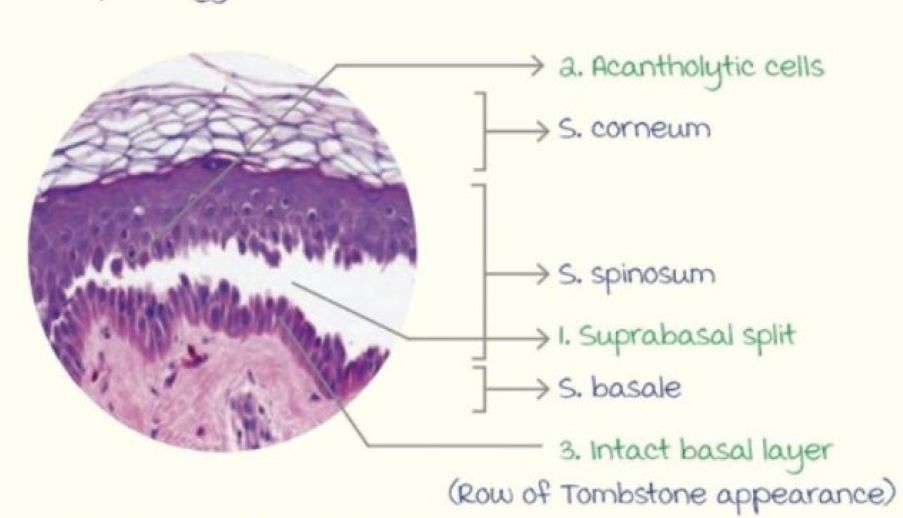 2. Acantholytic cells
S. corneum
S. spinosum
1. Suprabasal split
S. basale
3. Intact basal layer
(Row of Tombstone appearance)